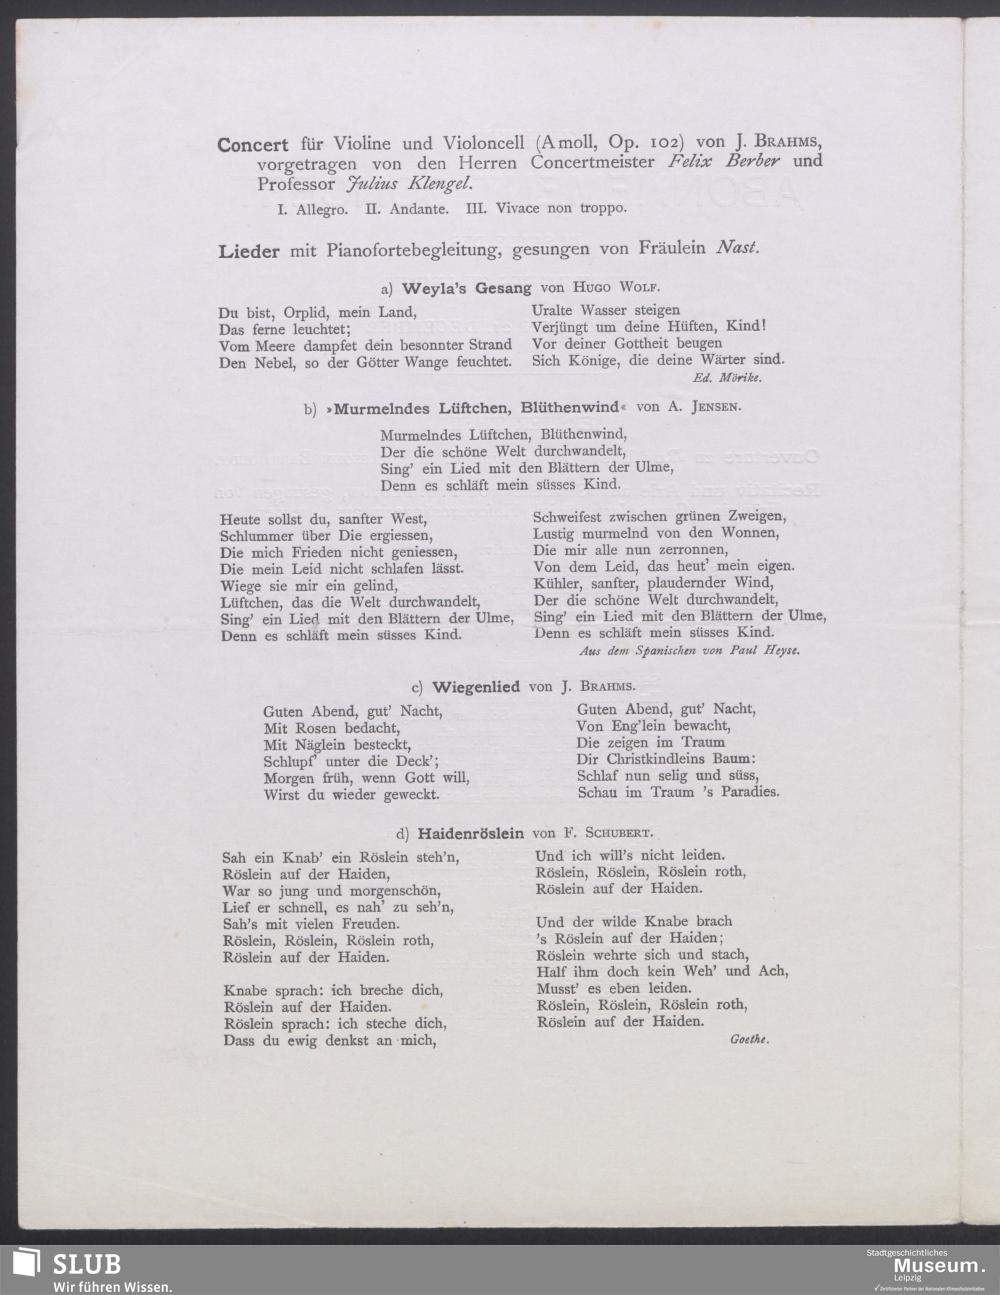 Concert für Violine und Violoncell (Amoll, Op. 102) von J. BRAHMS,
vorgetragen von den Herren Concertmeister Felix Berber und
Professor Julius Klengel.
I. Allegro. II. Andante. III. Vivace non troppo.
Lieder mit Pianofortebegleitung, gesungen von Fräulein Nast.
a) Weyla's Gesang von HUGO WOLF.
Du bist, Orplid, mein Land,
Das ferne leuchtet;
Vom Meere dampfet dein besonnter Strand
Den Nebel, so der Götter Wange feuchtet.
Uralte Wasser steigen
Verjüngt um deine Hüften, Kind!
Vor deiner Gottheit beugen
Sich Könige, die deine Wärter sind.
Ed. Mörike.
b) »Murmelndes Lüftchen, Blüthenwind« von A. JENSEN.
Murmelndes Lüftchen, Blüthenwind,
Der die schöne Welt durchwandelt,
Sing' ein Lied mit den Blättern der Ulme,
Denn es schläft mein süsses Kind.
Heute sollst du, sanfter West,
Schlummer über Die ergiessen,
Die mich Frieden nicht geniessen,
Die mein Leid nicht schlafen lässt.
Wiege sie mir ein gelind,
Lüftchen, das die Welt durchwandelt,
Sing' ein Lied mit den Blättern der Ulme,
Denn es schläft mein süsses Kind.
Schweifest zwischen grünen Zweigen,
Lustig murmelnd von den Wonnen,
Die mir alle nun zerronnen,
Von dem Leid, das heut' mein eigen.
Kühler, sanfter, plaudernder Wind,
Der die schöne Welt durchwandelt,
Sing' ein Lied mit den Blättern der Ulme,
Denn es schläft mein süsses Kind.
Aus dem Spanischen von Paul Heyse.
c) Wiegenlied von J. BRAHMS.
Guten Abend, gut' Nacht,
Mit Rosen bedacht,
Mit Näglein besteckt,
Schlupf' unter die Deck';
Morgen früh, wenn Gott will,
Wirst du wieder geweckt.
Guten Abend, gut' Nacht,
Von Eng'lein bewacht,
Die zeigen im Traum
Dir Christkindleins Baum:
Schlaf nun selig und süss,
Schau im Traum 's Paradies.
d) Haidenröslein von F. SCHUBERT.
Sah ein Knab' ein Röslein steh'n,
Röslein auf der Haiden,
War so jung und morgenschön,
Lief er schnell, es nah' zu seh'n,
Sah's mit vielen Freuden.
Röslein, Röslein, Röslein roth,
Röslein auf der Haiden.
Knabe sprach: ich breche dich,
Röslein auf der Haiden.
Röslein sprach: ich steche dich,
Dass du ewig denkst an mich,
Und ich will's nicht leiden.
Röslein, Röslein, Röslein roth,
Röslein auf der Haiden.
Und der wilde Knabe brach
's Röslein auf der Haiden;
Röslein wehrte sich und stach,
Half ihm doch kein Weh' und Ach,
Musst' es eben leiden.
Röslein, Röslein, Röslein roth,
Röslein auf der Haiden.
Goethe.
SLUB
Wir führen Wissen.
Stadtgeschichtliches
Museum.
Leipzig
Zertifizierter Partner der Nationalen Klimaschutzinitiative